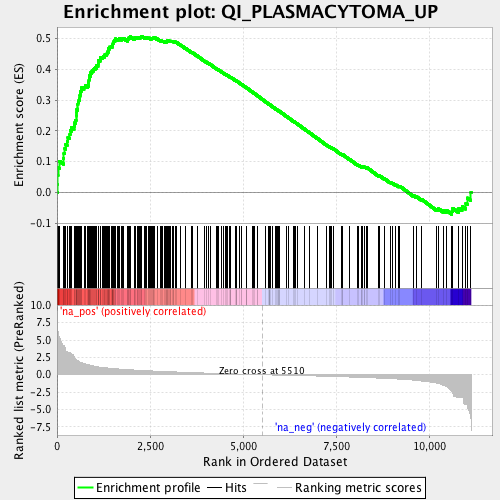 Enrichment plot: QI_PLASMACYTOMA_UP
Enrichment score (ES)
0.5
0.4
0.3
0.2
0.1
0.0
-0.1
'na_pos' (positively correlated)
Ranked list metric (PreRanked)
10.0
7.5
5.0
2.5
0.0
-2.5
-5.0
-7.5
Zero cross at 5510
'na_neg' (negatively correlated)
0
2,500
5,000
7,500
10,000
Rank in Ordered Dataset
Enrichment profile
Hits
Ranking metric scores